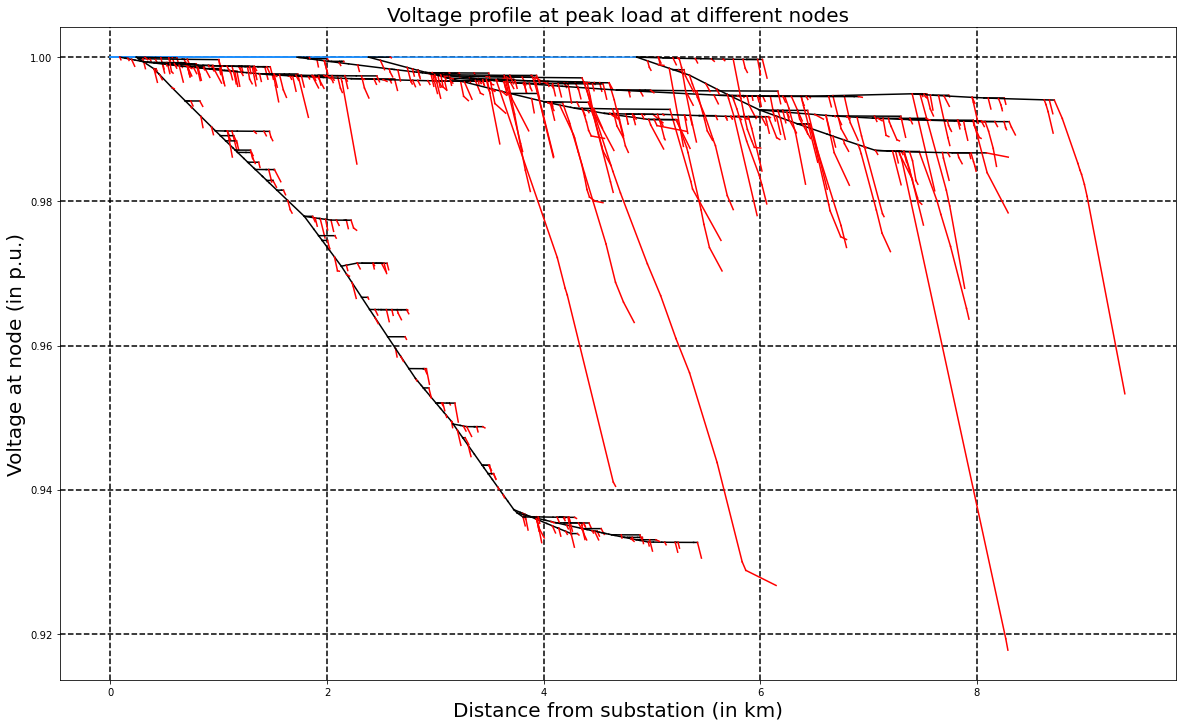 Voltage profile at peak load at different nodes
Voltage at node (in p.u.)
1.00
0.98
0.96
0.94
0.92
0 2 4 6 8
Distance from substation (in km)